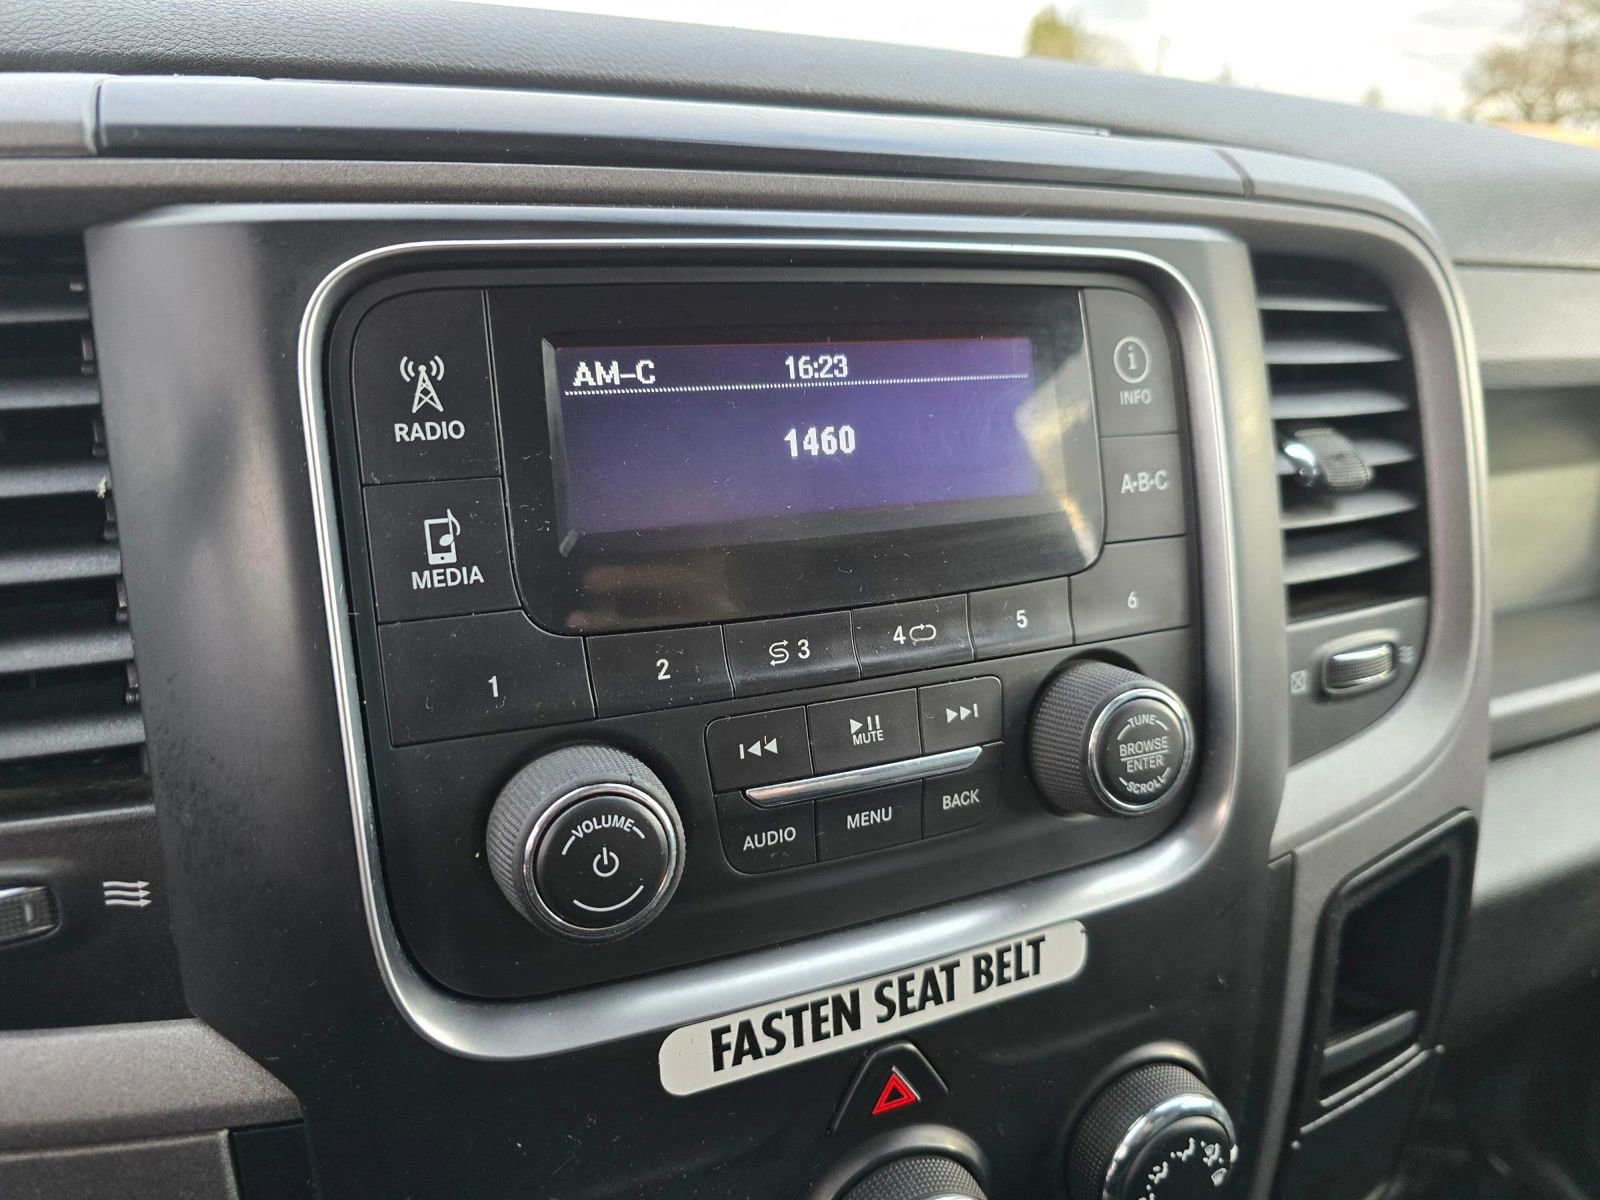 AM-C 16:23
1460
RADIO
MEDIA
INFO
A·B·C
1 2 3 4 5 6
MUTE
AUDIO MENU BACK
VOLUME
TUNE
BROWSE
ENTER
SCROLL
FASTEN SEAT BELT